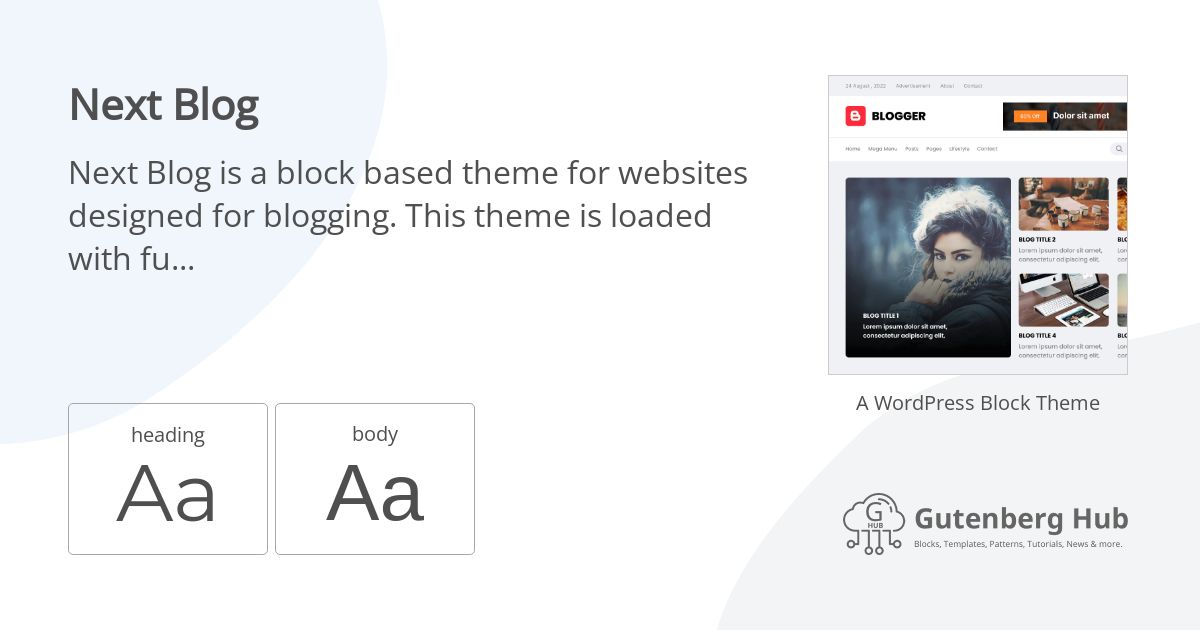 Next Blog
Next Blog is a block based theme for websites
designed for blogging. This theme is loaded
with fu...
heading
Aa
body
Aa
24 August , 2022 Advertisement About Contact
BLOGGER
50% Off Dolor sit amet
Home Mega Menu Posts Pages Lifestyle Contact
BLOG TITLE 1
Lorem ipsum dolor sit amet,
consectetur adipiscing elit.
BLOG TITLE 2
Lorem ipsum dolor sit amet,
consectetur adipiscing elit.
BLOG TITLE 4
Lorem ipsum dolor sit amet,
consectetur adipiscing elit.
A WordPress Block Theme
G
HUB
Gutenberg Hub
Blocks, Templates, Patterns, Tutorials, News & more.